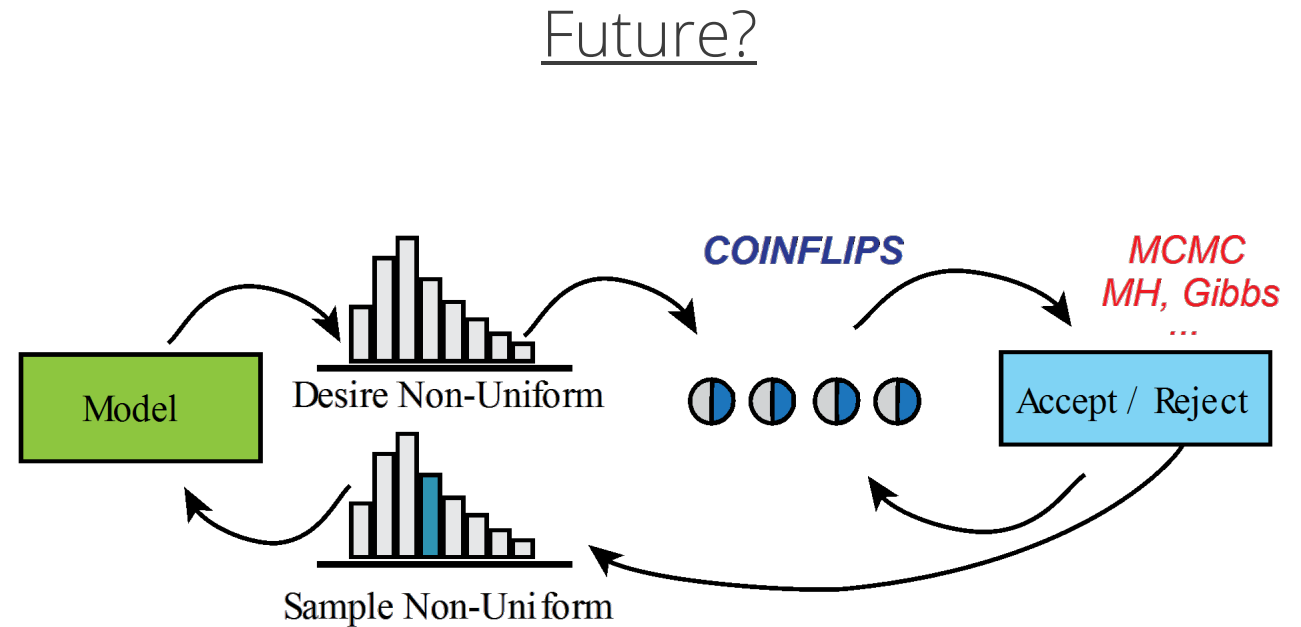 Future?
COINFLIPS
MCMC
MH, Gibbs
...
Model
Desire Non-Uniform
Accept / Reject
Sample Non-Uniform